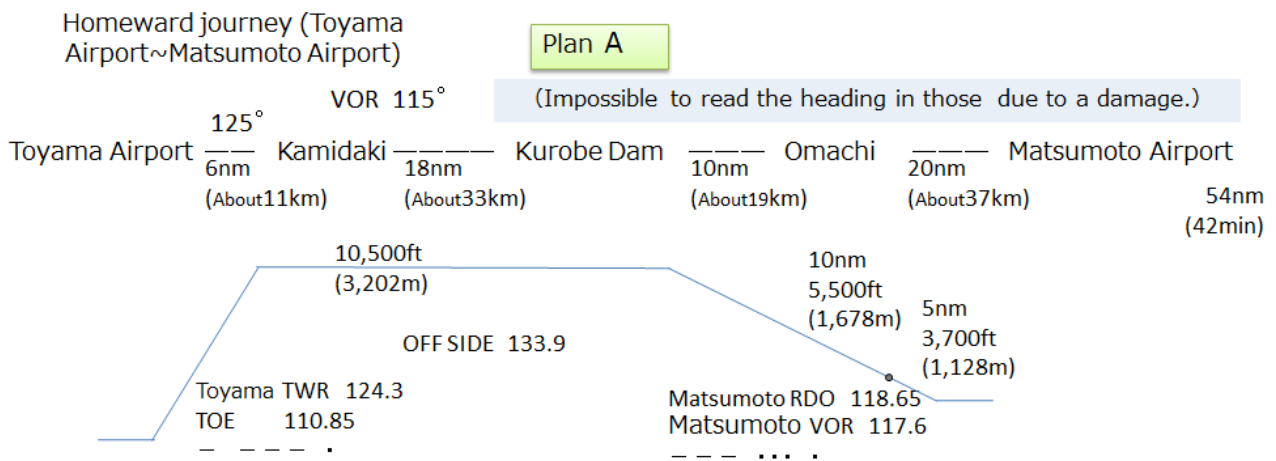 Homeward journey (Toyama
Airport~Matsumoto Airport)
Plan A
VOR 115°
(Impossible to read the heading in those due to a damage.)
125°
Toyama Airport —— Kamidaki ———— Kurobe Dam ——— Omachi ——— Matsumoto Airport
6nm 18nm 10nm 20nm
(About11km) (About33km) (About19km) (About37km) 54nm
(42min)
10,500ft
(3,202m)
10nm
5,500ft
(1,678m)
5nm
3,700ft
(1,128m)
OFF SIDE 133.9
Toyama TWR 124.3
TOE 110.85
Matsumoto RDO 118.65
Matsumoto VOR 117.6